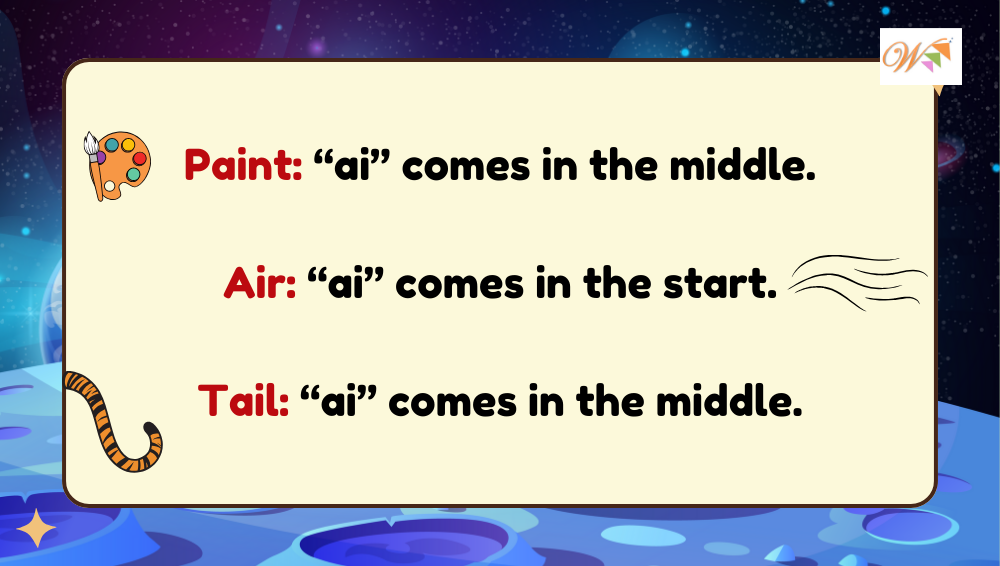 W
Paint: “ai” comes in the middle.
Air: “ai” comes in the start.
Tail: “ai” comes in the middle.